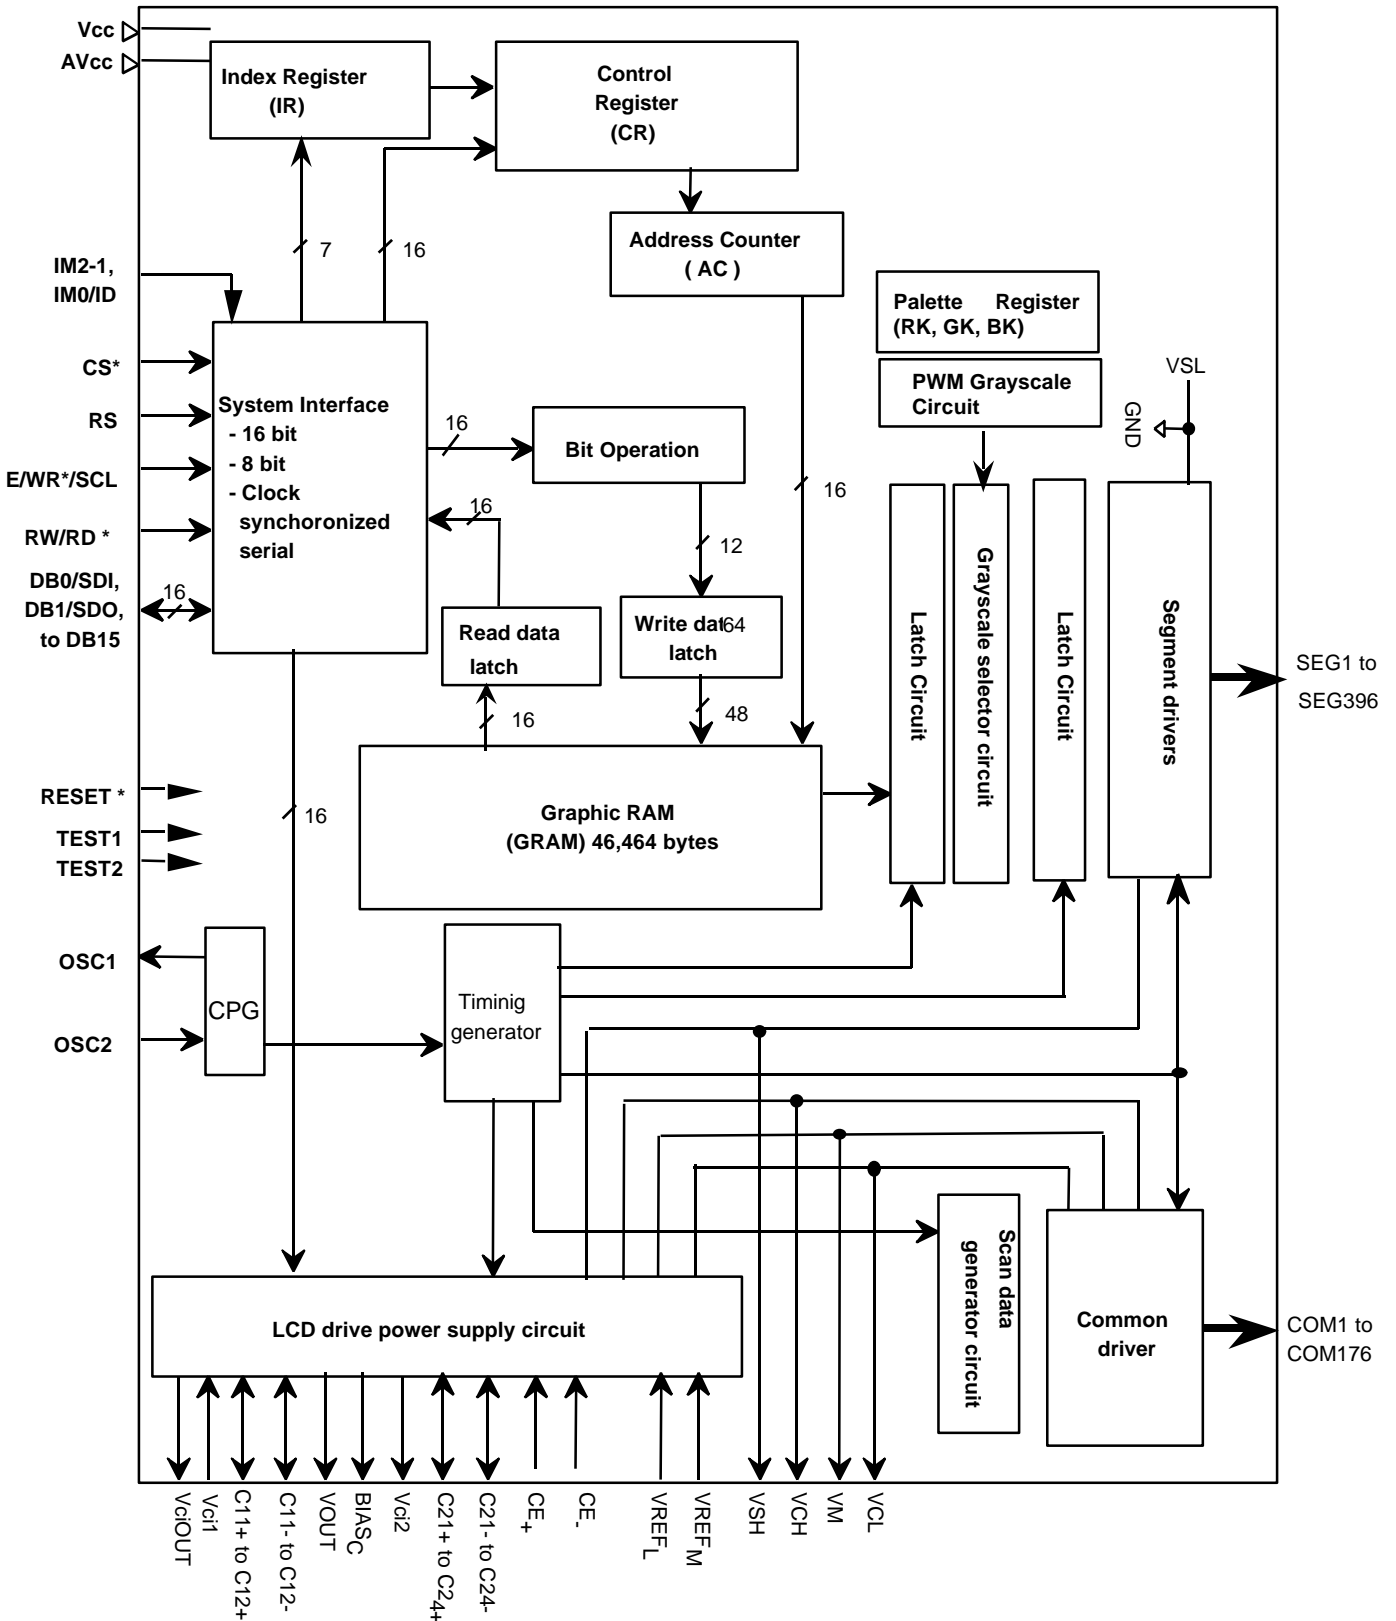 Vcc
AVcc
Index Register
(IR)
Control
Register
(CR)
7
16
Address Counter
( AC )
IM2-1,
IM0/ID
Palette Register
(RK, GK, BK)
PWM Grayscale
Circuit
VSL
GND
CS*
RS
E/WR*/SCL
RW/RD *
DB0/SDI,
DB1/SDO,
to DB15
16
System Interface
- 16 bit
- 8 bit
- Clock
synchoronized
serial
16
Bit Operation
16
16
12
Read data
latch
Write dat64
latch
16
48
Latch Circuit
Grayscale selector circuit
Latch Circuit
Segment drivers
SEG1 to
SEG396
Graphic RAM
(GRAM) 46,464 bytes
RESET *
TEST1
TEST2
16
OSC1
OSC2
CPG
Timinig
generator
Scan data
generator circuit
Common
driver
COM1 to
COM176
LCD drive power supply circuit
VciOUT
Vci1
C11+ to C12+
C11- to C12-
VOUT
BIASC
Vci2
C21+ to C24+
C21- to C24-
CE+
CE-
VREFL
VREFM
VSH
VCH
VM
VCL